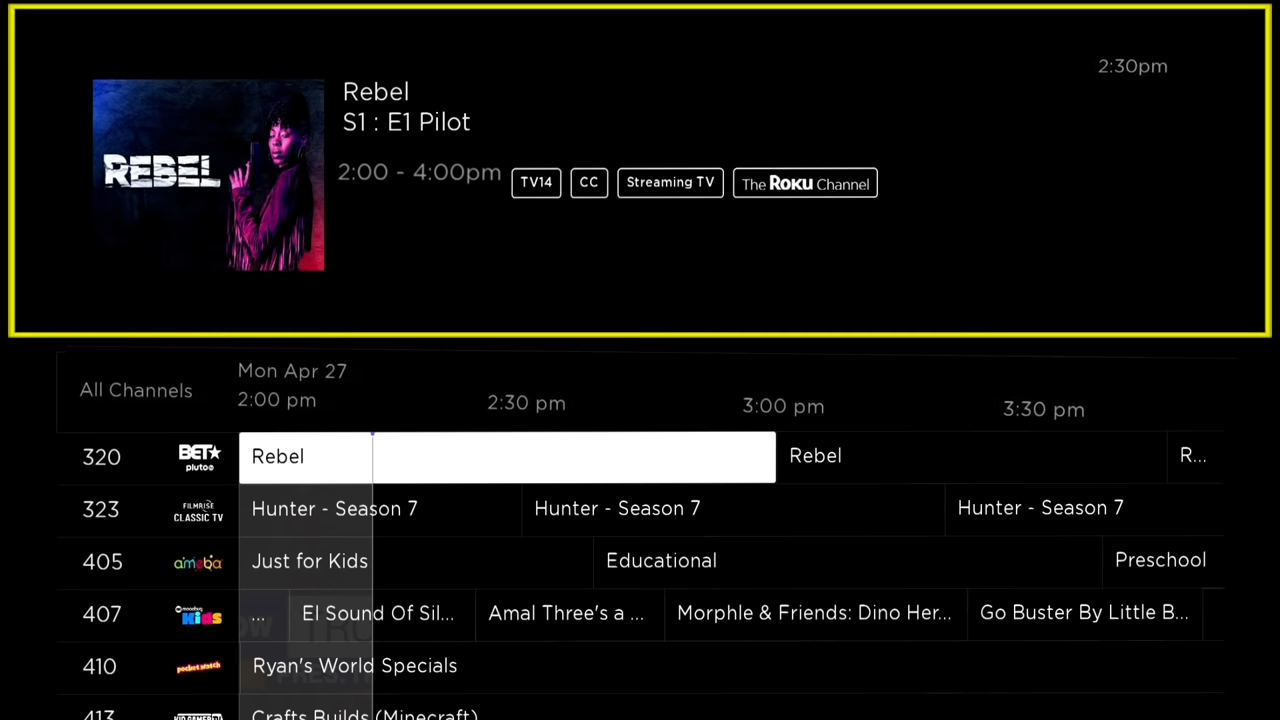 2:30pm
Rebel
S1 : E1 Pilot
REBEL
2:00 - 4:00pm TV14 CC Streaming TV The Roku Channel
Mon Apr 27
All Channels
2:00 pm 2:30 pm 3:00 pm 3:30 pm
320 BET pluto Rebel Rebel R...
323 FILMRISE CLASSIC TV Hunter - Season 7 Hunter - Season 7 Hunter - Season 7
405 ameba Just for Kids Educational Preschool
407 moonbug Kids ... El Sound Of Sil... Amal Three's a ... Morphle & Friends: Dino Her... Go Buster By Little B...
410 pocket.watch Ryan's World Specials
413 Crafts Builds (Minecraft)